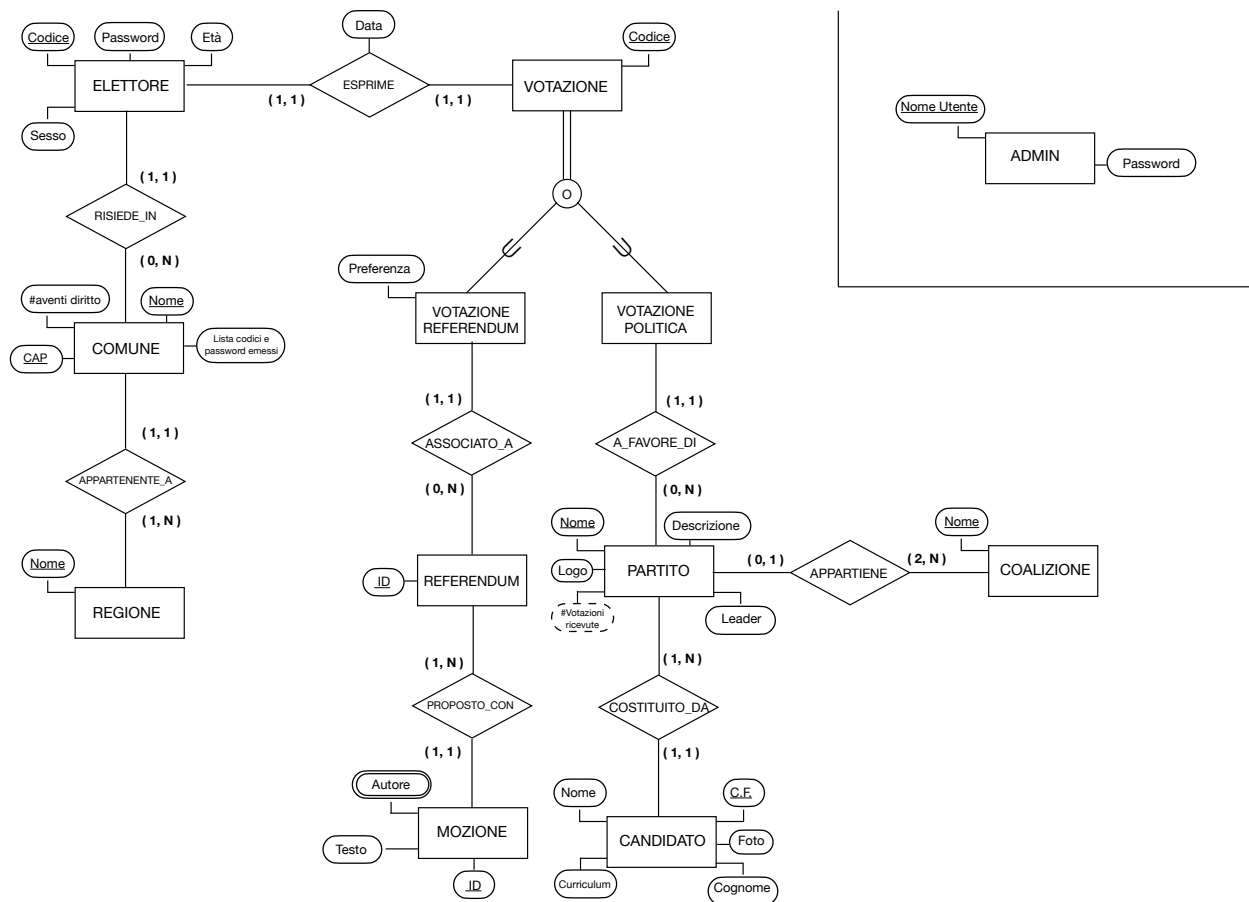 Data
Codice
Password
Età
Codice
ELETTORE
( 1, 1 )
ESPRIME
( 1, 1 )
VOTAZIONE
Nome Utente
ADMIN
Password
Sesso
( 1, 1 )
RISIEDE_IN
( 0, N )
O
Preferenza
VOTAZIONE
REFERENDUM
VOTAZIONE
POLITICA
#aventi diritto
Nome
COMUNE
Lista codici e
password emessi
CAP
( 1, 1 )
ASSOCIATO_A
( 0, N )
( 1, 1 )
A_FAVORE_DI
( 0, N )
( 1, 1 )
APPARTENENTE_A
( 1, N )
Nome
REGIONE
ID
REFERENDUM
Nome
Descrizione
Logo
PARTITO
#Votazioni
ricevute
Leader
( 0, 1 )
APPARTIENE
( 2, N )
Nome
COALIZIONE
( 1, N )
PROPOSTO_CON
( 1, 1 )
( 1, N )
COSTITUITO_DA
( 1, 1 )
Autore
MOZIONE
Testo
ID
Nome
C.F.
CANDIDATO
Foto
Curriculum
Cognome